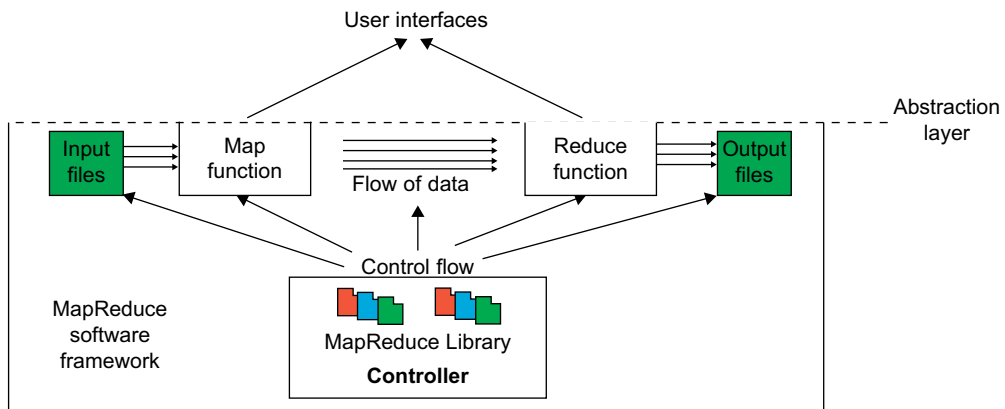 User interfaces
Abstraction
layer
Input
files
Map
function
Flow of data
Reduce
function
Output
files
Control flow
MapReduce
software
framework
MapReduce Library
Controller